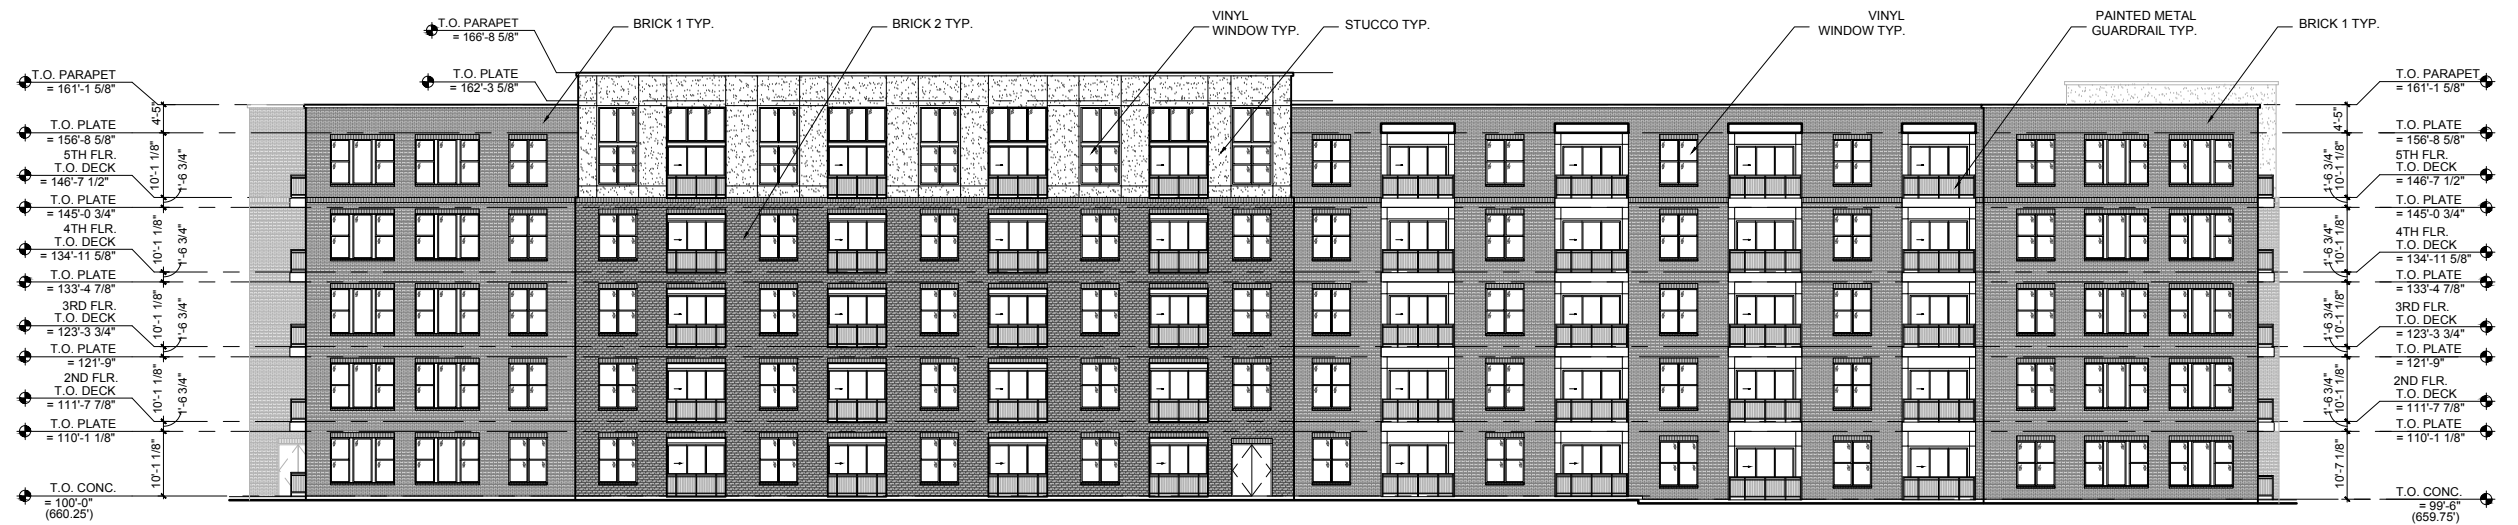 T.O. PARAPET
= 166'-8 5/8"
BRICK 1 TYP.
BRICK 2 TYP.
VINYL
WINDOW TYP.
STUCCO TYP.
VINYL
WINDOW TYP.
PAINTED METAL
GUARDRAIL TYP.
BRICK 1 TYP.
T.O. PLATE
= 162'-3 5/8"
T.O. PARAPET
= 161'-1 5/8"
T.O. PLATE
= 156'-8 5/8"
5TH FLR.
T.O. DECK
= 146'-7 1/2"
T.O. PLATE
= 145'-0 3/4"
4TH FLR.
T.O. DECK
= 134'-11 5/8"
T.O. PLATE
= 133'-4 7/8"
3RD FLR.
T.O. DECK
= 123'-3 3/4"
T.O. PLATE
= 121'-9"
2ND FLR.
T.O. DECK
= 111'-7 7/8"
T.O. PLATE
= 110'-1 1/8"
T.O. CONC.
= 100'-0"
(660.25')
4'-5"
10'-1 1/8"
1'-6 3/4"
10'-1 1/8"
1'-6 3/4"
10'-1 1/8"
1'-6 3/4"
10'-1 1/8"
1'-6 3/4"
10'-1 1/8"
4'-5"
10'-1 1/8"
1'-6 3/4"
10'-1 1/8"
1'-6 3/4"
10'-1 1/8"
1'-6 3/4"
10'-1 1/8"
1'-6 3/4"
10'-7 1/8"
T.O. PARAPET
= 161'-1 5/8"
T.O. PLATE
= 156'-8 5/8"
5TH FLR.
T.O. DECK
= 146'-7 1/2"
T.O. PLATE
= 145'-0 3/4"
4TH FLR.
T.O. DECK
= 134'-11 5/8"
T.O. PLATE
= 133'-4 7/8"
3RD FLR.
T.O. DECK
= 123'-3 3/4"
T.O. PLATE
= 121'-9"
2ND FLR.
T.O. DECK
= 111'-7 7/8"
T.O. PLATE
= 110'-1 1/8"
T.O. CONC.
= 99'-6"
(659.75')